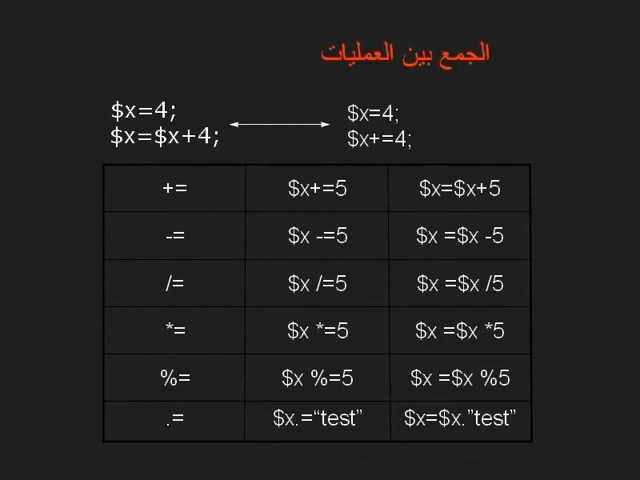 الجمع بين العمليات
$x=4;
$x=$x+4;
$x=4;
$x+=4;
+= $x+=5 $x=$x+5
-= $x -=5 $x =$x -5
/= $x /=5 $x =$x /5
*= $x *=5 $x =$x *5
%= $x %=5 $x =$x %5
.= $x.=“test” $x=$x.”test”